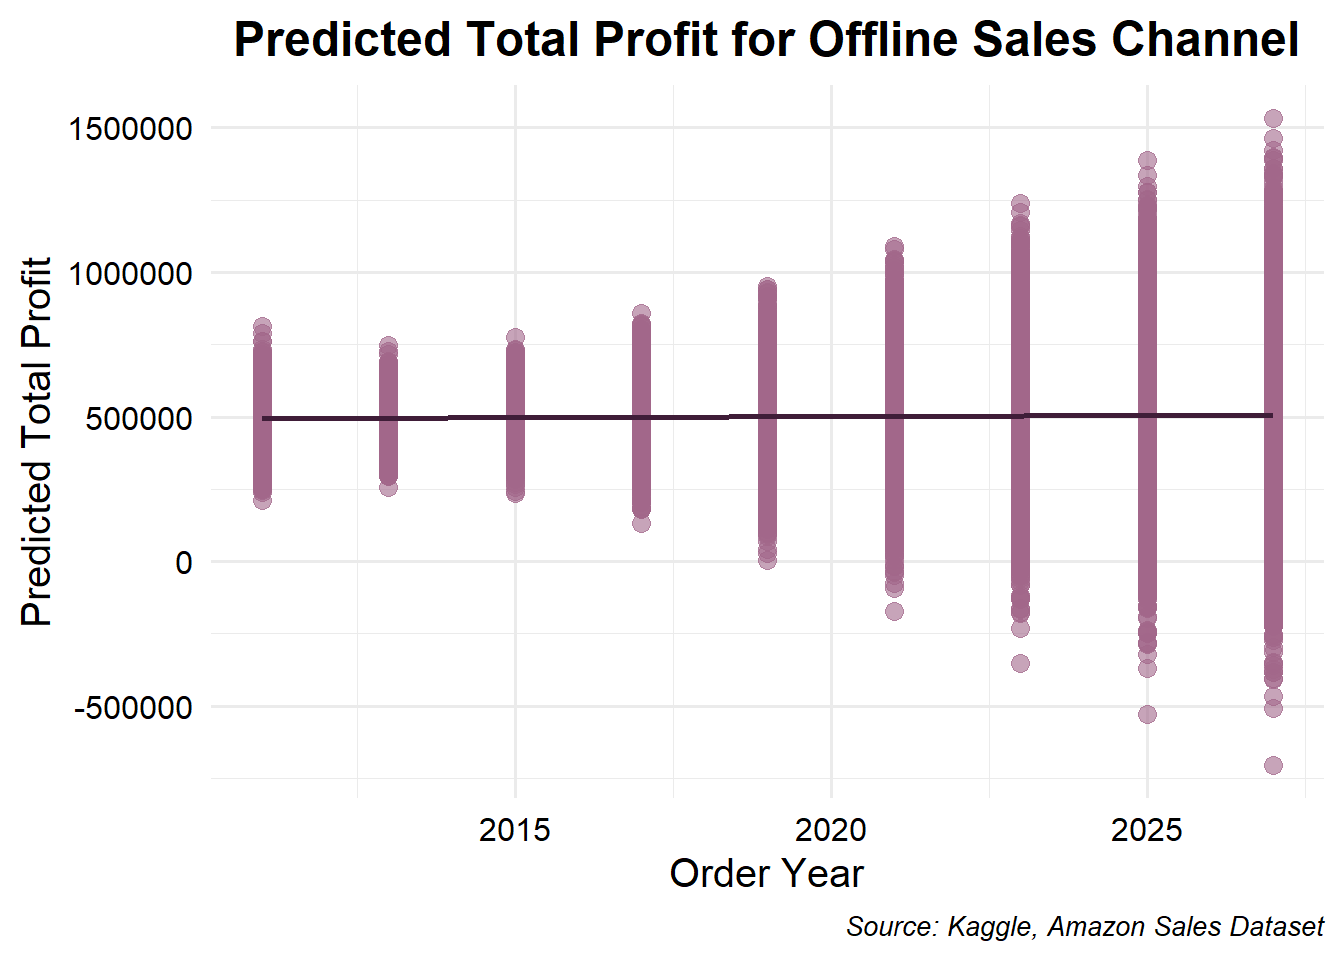 Predicted Total Profit for Offline Sales Channel
Predicted Total Profit
1500000
1000000
500000
0
-500000
2015
2020
2025
Order Year
Source: Kaggle, Amazon Sales Dataset